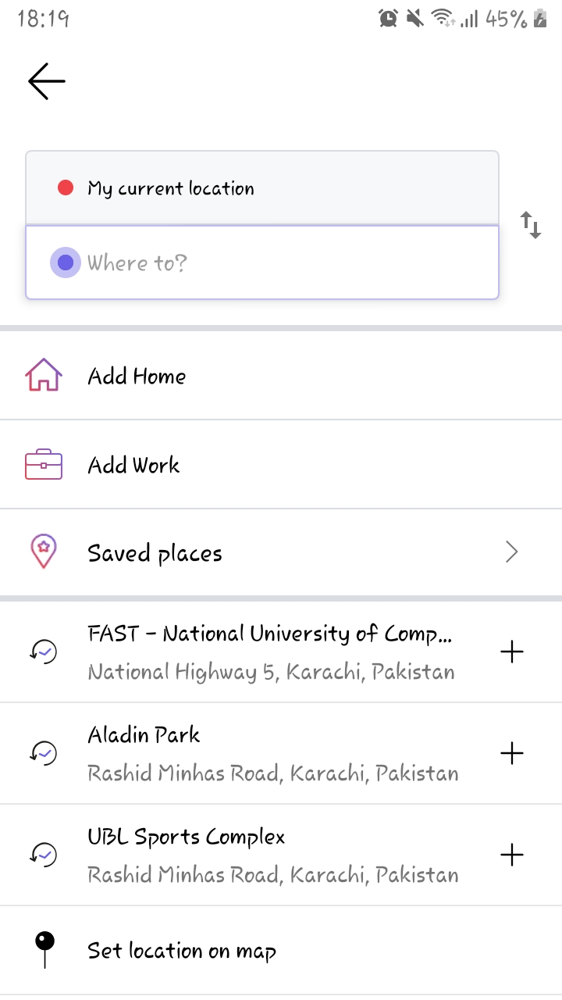 18:19
45%
My current location
Where to?
Add Home
Add Work
Saved places
FAST - National University of Comp...
National Highway 5, Karachi, Pakistan
Aladin Park
Rashid Minhas Road, Karachi, Pakistan
UBL Sports Complex
Rashid Minhas Road, Karachi, Pakistan
Set location on map